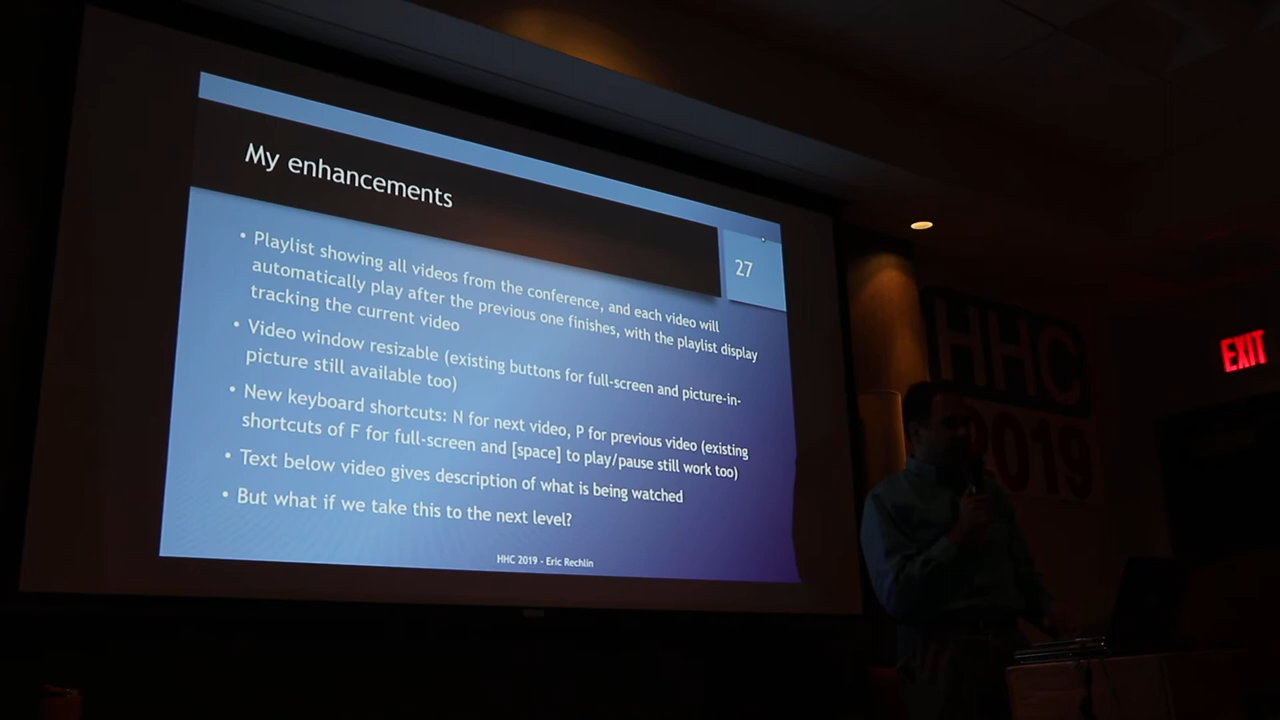 My enhancements
27
• Playlist showing all videos from the conference, and each video will
automatically play after the previous one finishes, with the playlist display
tracking the current video
• Video window resizable (existing buttons for full-screen and picture-in-
picture still available too)
• New keyboard shortcuts: N for next video, P for previous video (existing
shortcuts of F for full-screen and [space] to play/pause still work too)
• Text below video gives description of what is being watched
• But what if we take this to the next level?
HHC 2019 - Eric Rechlin
HHC
2019
EXIT